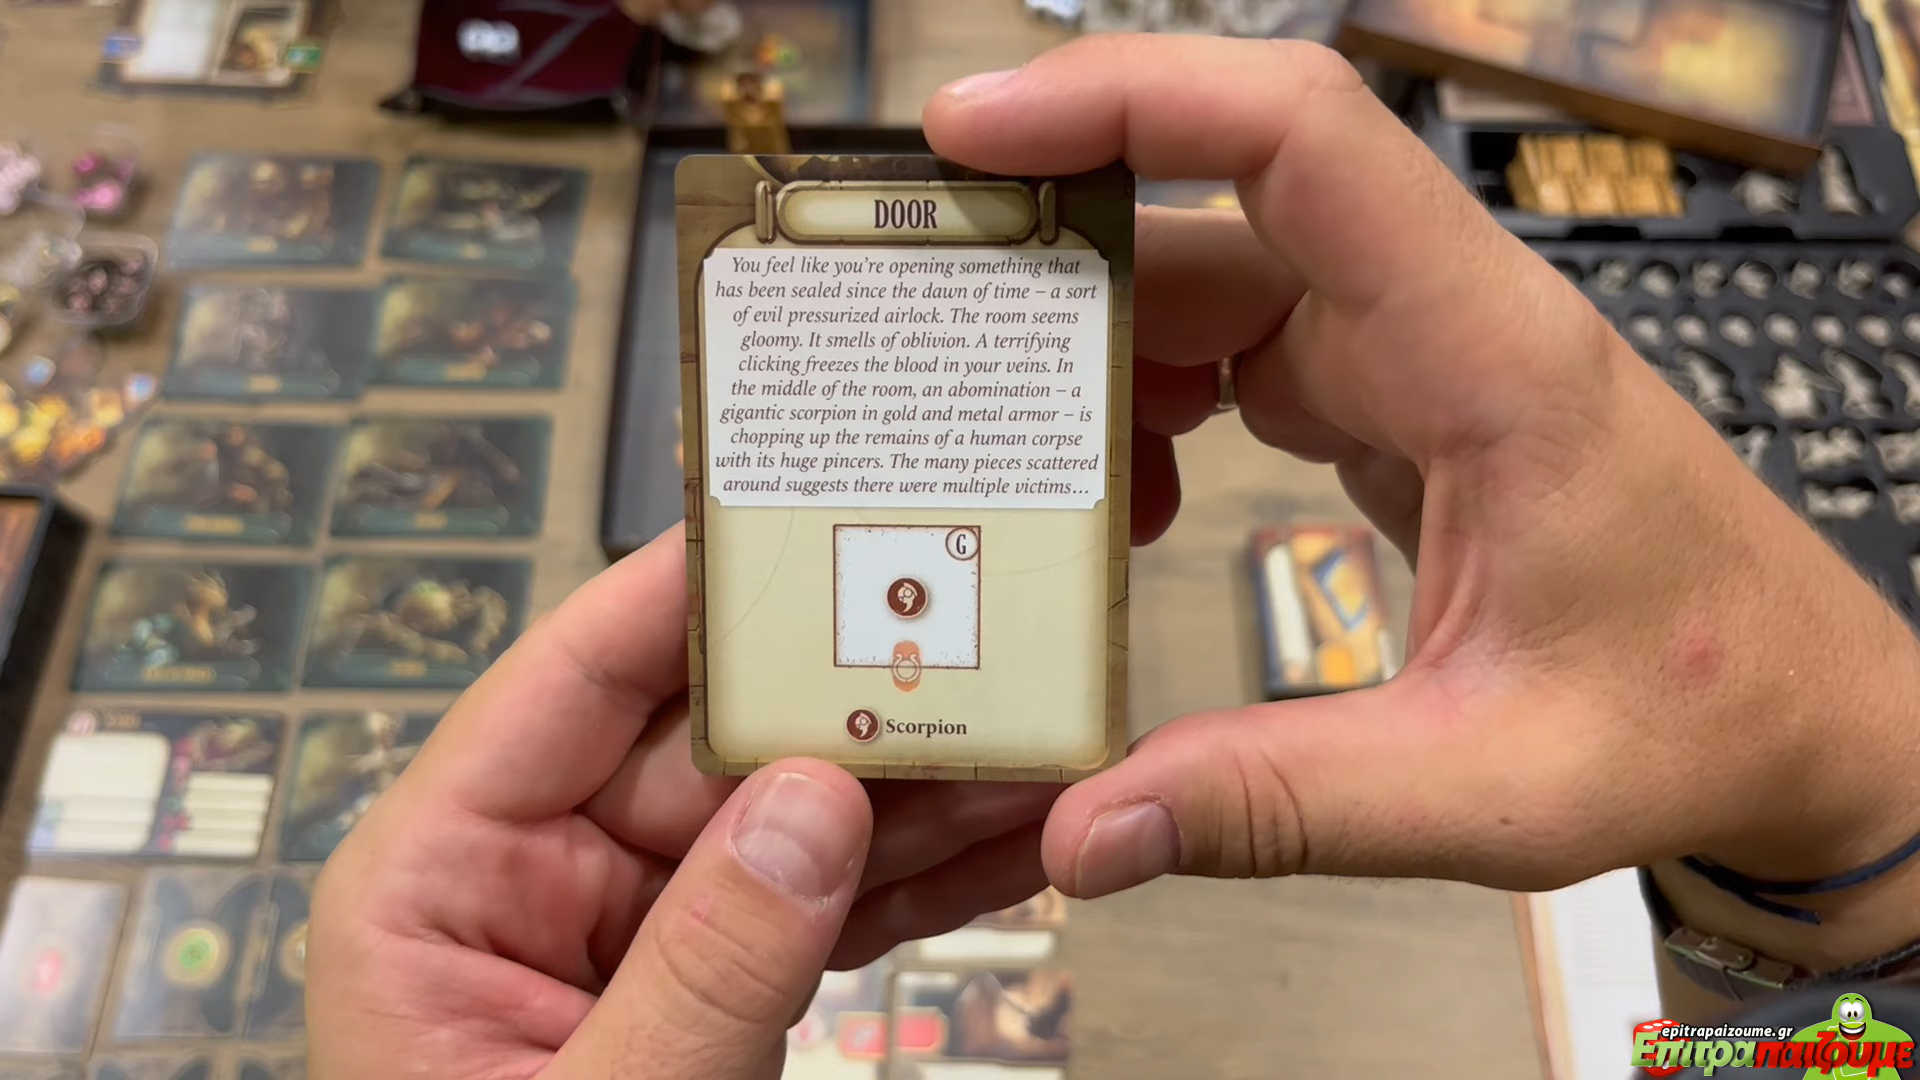 DOOR
You feel like you're opening something that
has been sealed since the dawn of time – a sort
of evil pressurized airlock. The room seems
gloomy. It smells of oblivion. A terrifying
clicking freezes the blood in your veins. In
the middle of the room, an abomination – a
gigantic scorpion in gold and metal armor – is
chopping up the remains of a human corpse
with its huge pincers. The many pieces scattered
around suggests there were multiple victims...
G
Scorpion
epitrapaizoume.gr
Επιτραπαίζουμε